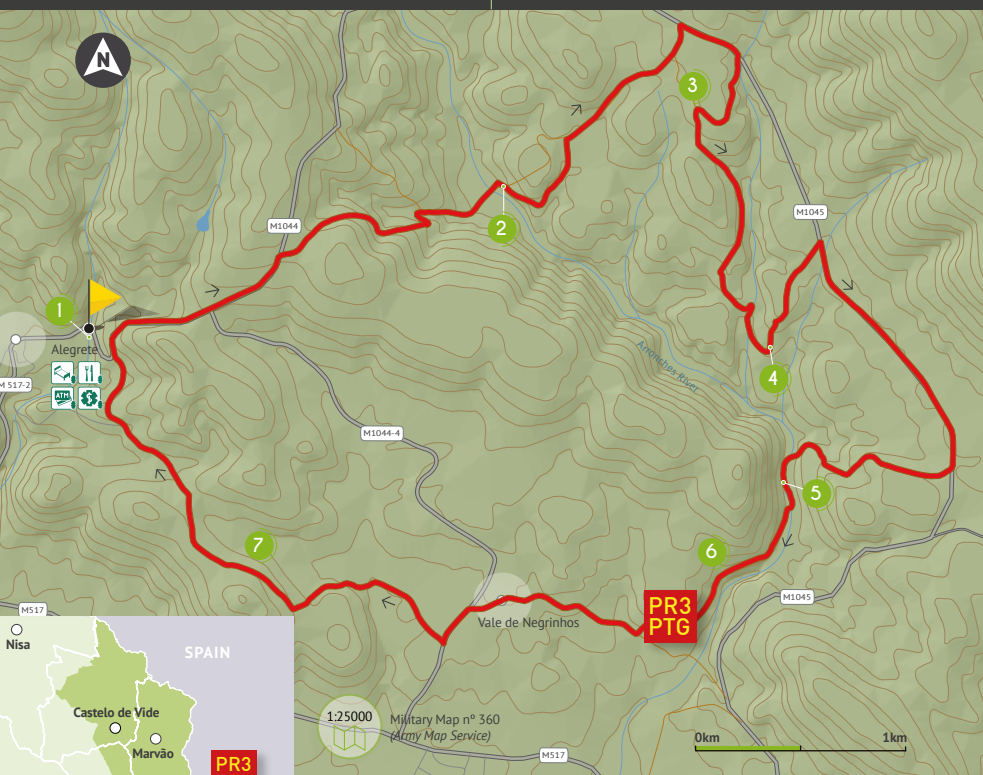 N
3
M1045
M1044
2
1
Alegrete
M 517-2
ATM
Arronches River
4
M1044-4
5
6
7
PR3
PTG
M1045
Vale de Negrinhos
M517
Nisa
SPAIN
Castelo de Vide
Marvão
PR3
1:25000
Military Map nº 360
(Army Map Service)
M517
0km
1km